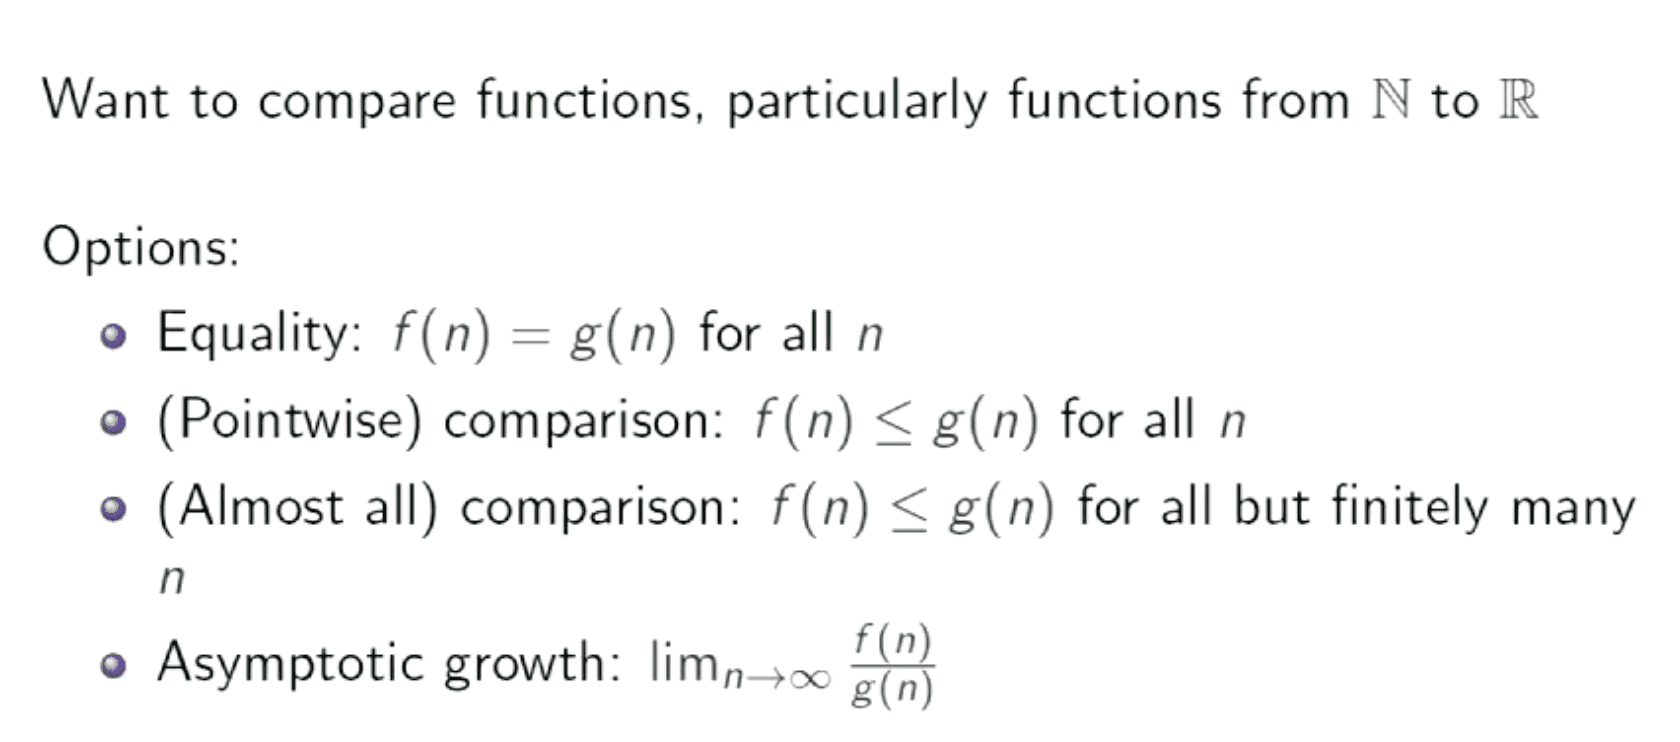 Want to compare functions, particularly functions from ℕ to ℝ
Options:
Equality: f(n) = g(n) for all n
(Pointwise) comparison: f(n) ≤ g(n) for all n
(Almost all) comparison: f(n) ≤ g(n) for all but finitely many
n
Asymptotic growth: lim_{n→∞} f(n)/g(n)